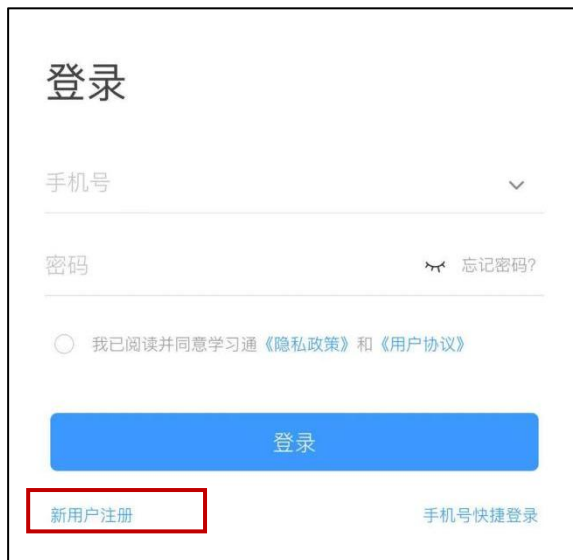 登录
手机号
密码 忘记密码?
我已阅读并同意学习通《隐私政策》和《用户协议》
登录
新用户注册 手机号快捷登录